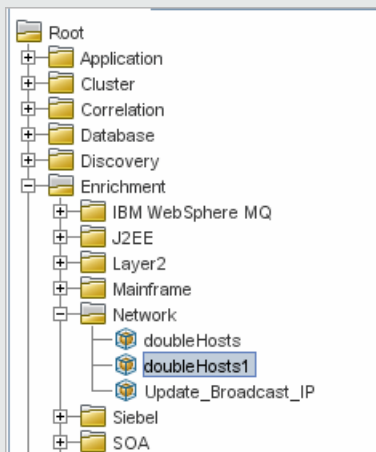 Root
Application
Cluster
Correlation
Database
Discovery
Enrichment
IBM WebSphere MQ
J2EE
Layer2
Mainframe
Network
doubleHosts
doubleHosts1
Update_Broadcast_IP
Siebel
SOA